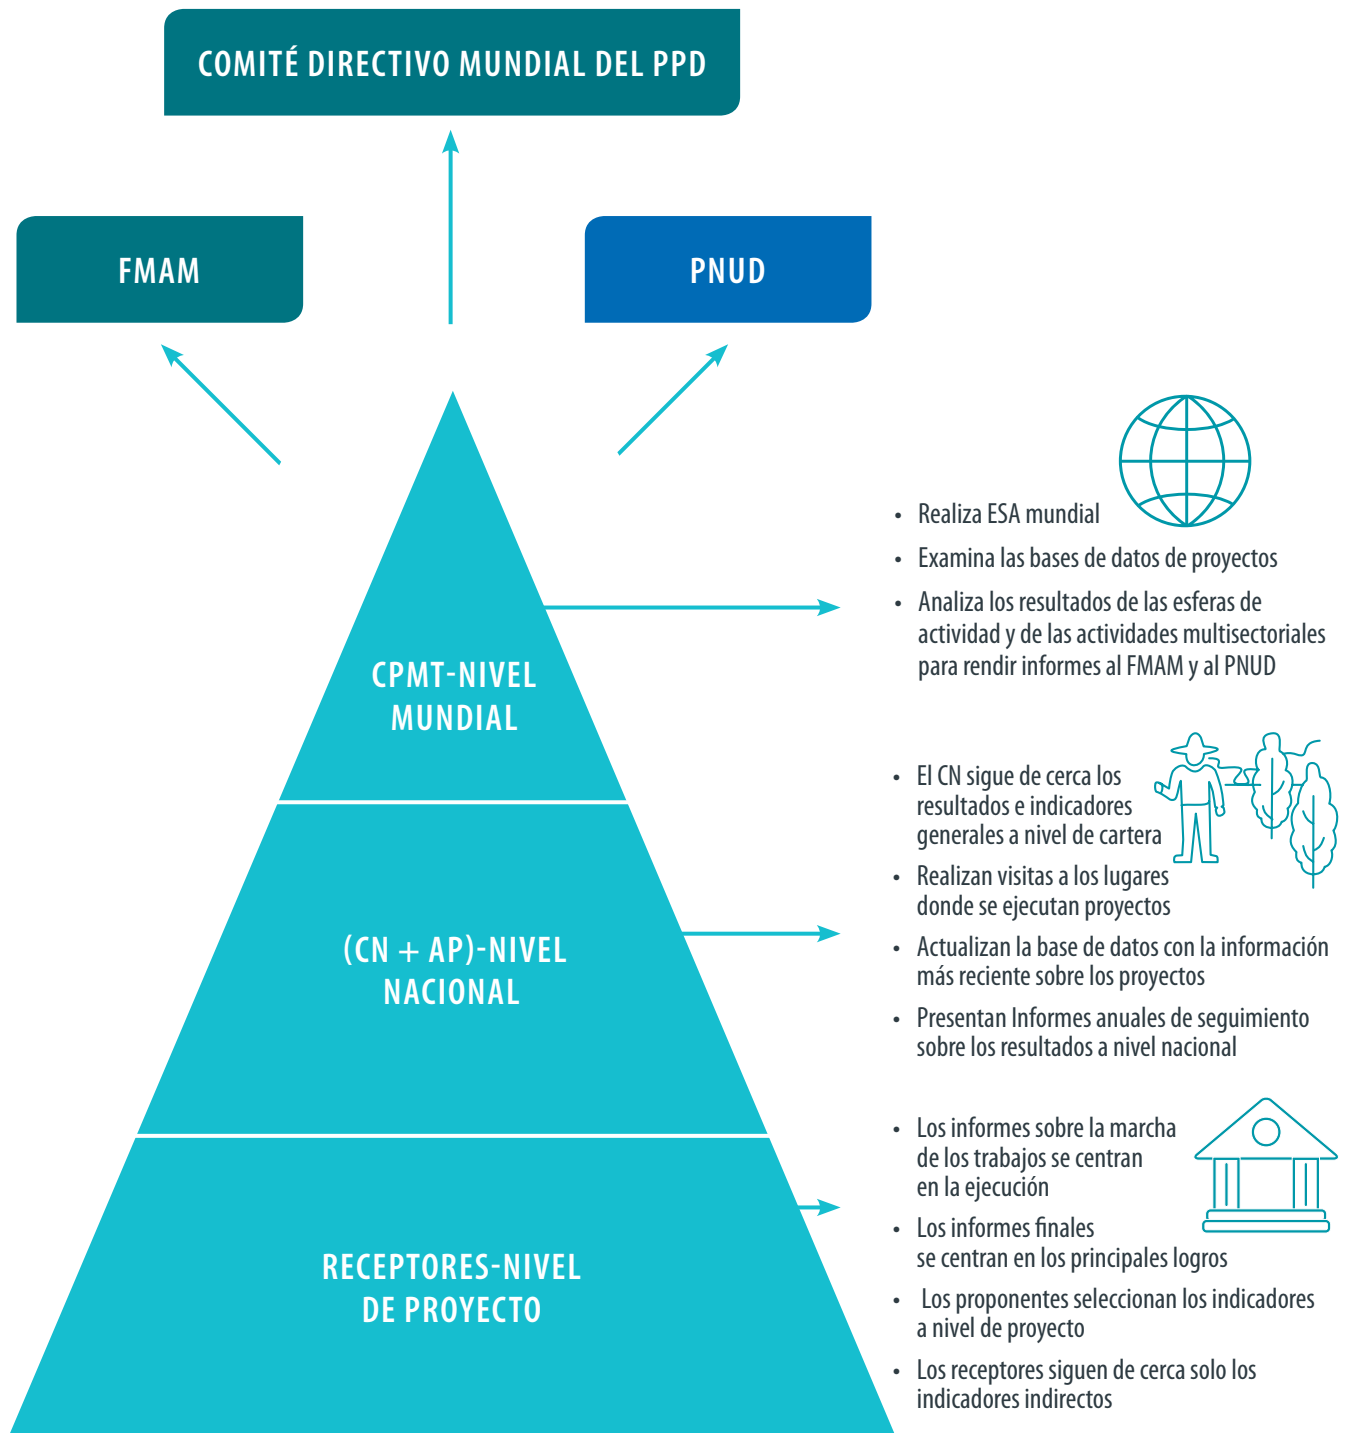 COMITÉ DIRECTIVO MUNDIAL DEL PPD
FMAM
PNUD
CPMT-NIVEL
MUNDIAL
• Realiza ESA mundial
• Examina las bases de datos de proyectos
• Analiza los resultados de las esferas de
actividad y de las actividades multisectoriales
para rendir informes al FMAM y al PNUD
(CN + AP)-NIVEL
NACIONAL
• El CN sigue de cerca los
resultados e indicadores
generales a nivel de cartera
• Realizan visitas a los lugares
donde se ejecutan proyectos
• Actualizan la base de datos con la información
más reciente sobre los proyectos
• Presentan Informes anuales de seguimiento
sobre los resultados a nivel nacional
RECEPTORES-NIVEL
DE PROYECTO
• Los informes sobre la marcha
de los trabajos se centran
en la ejecución
• Los informes finales
se centran en los principales logros
• Los proponentes seleccionan los indicadores
a nivel de proyecto
• Los receptores siguen de cerca solo los
indicadores indirectos